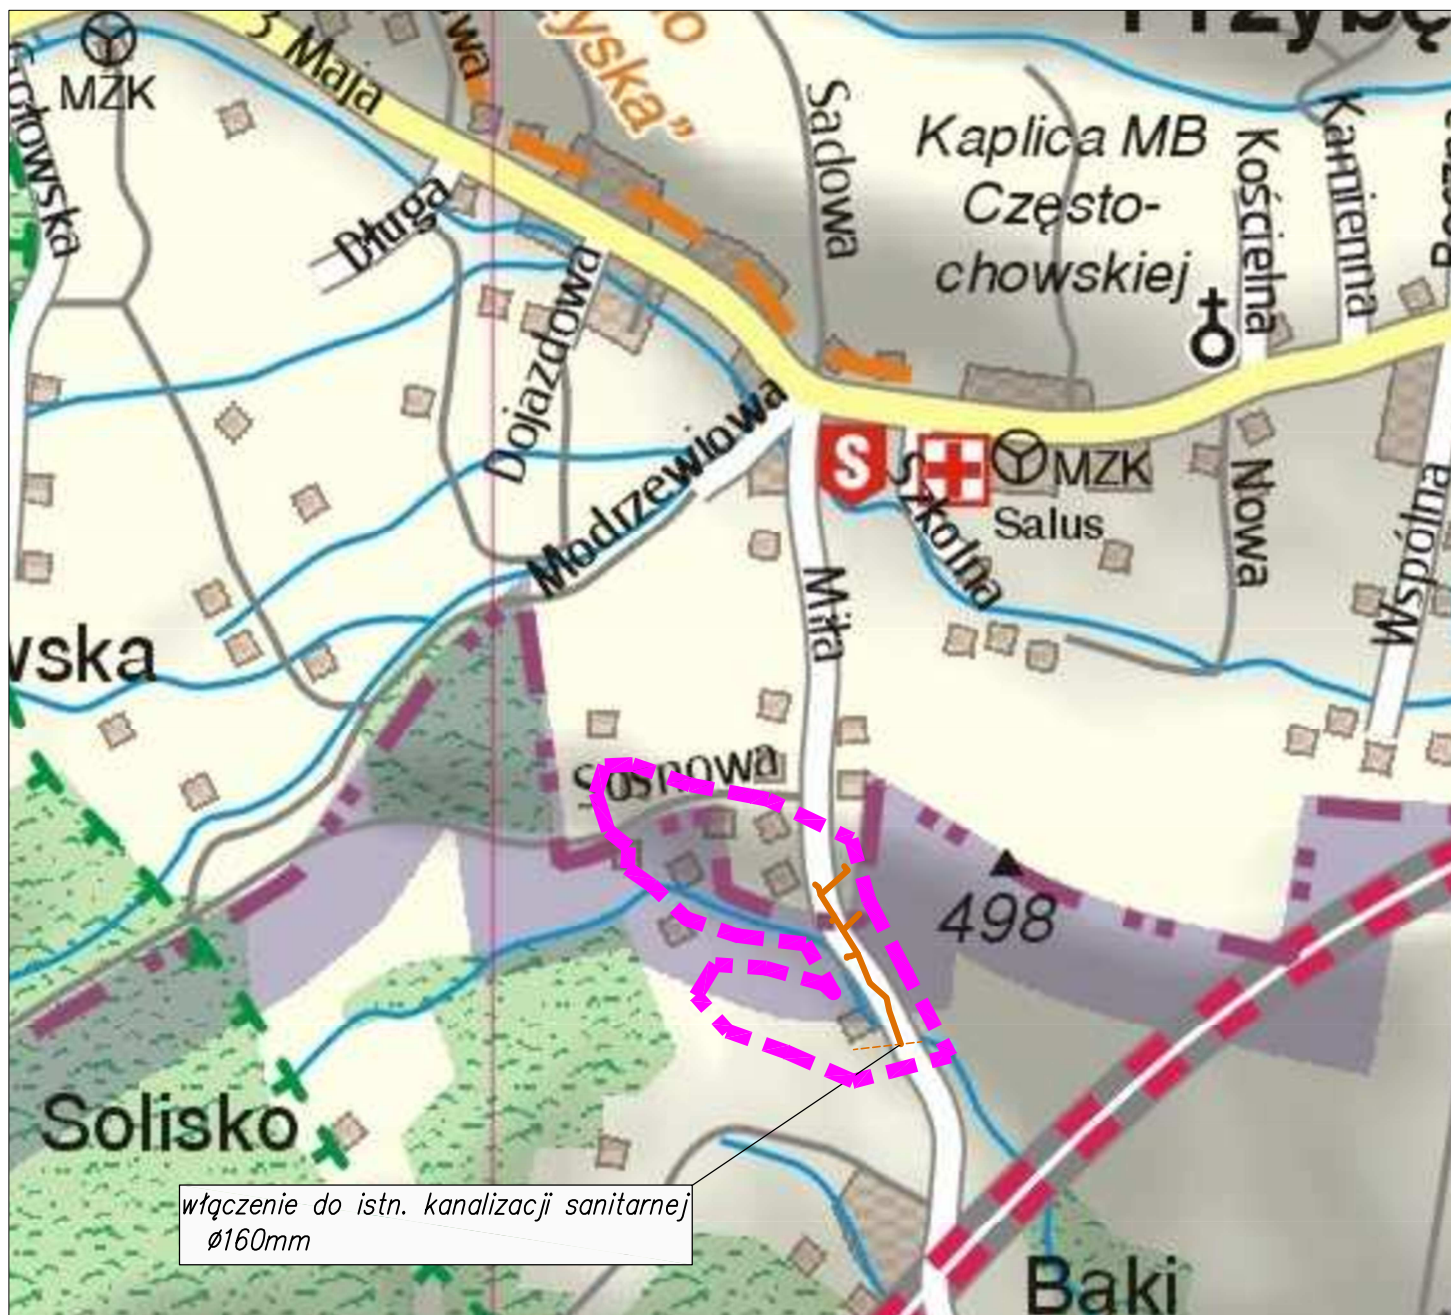 3 Maja
MZK
yska”
Sadowa
Kaplica MB
Często-
chowskiej
Kościelna
Kamienna
Długa
Dojazdowa
Modrzewiowa
S
Szkolna
MZK
Salus
Nowa
Wspólna
Miła
wska
Sosnowa
498
Solisko
włączenie do istn. kanalizacji sanitarnej
ø160mm
Baki